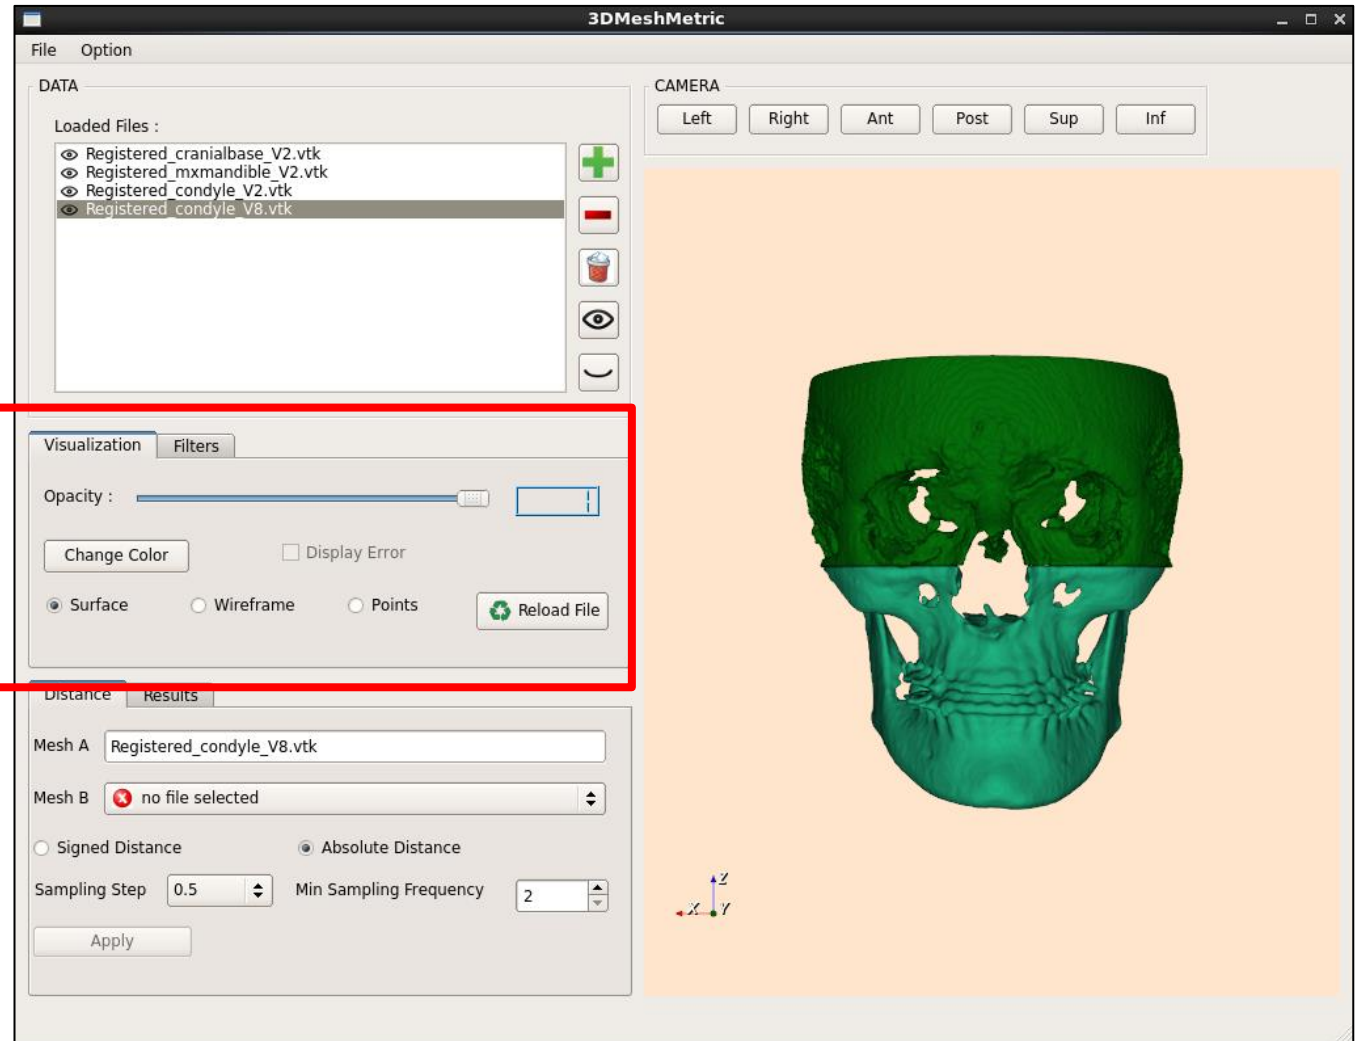 3DMeshMetric
File Option
DATA
Loaded Files :
Registered_cranialbase_V2.vtk
Registered_mxmandible_V2.vtk
Registered_condyle_V2.vtk
Registered_condyle_V8.vtk
CAMERA
Left Right Ant Post Sup Inf
Visualization Filters
Opacity : 1
Change Color Display Error
Surface Wireframe Points Reload File
Distance Results
Mesh A Registered_condyle_V8.vtk
Mesh B no file selected
Signed Distance Absolute Distance
Sampling Step 0.5 Min Sampling Frequency 2
Apply
Z
X Y